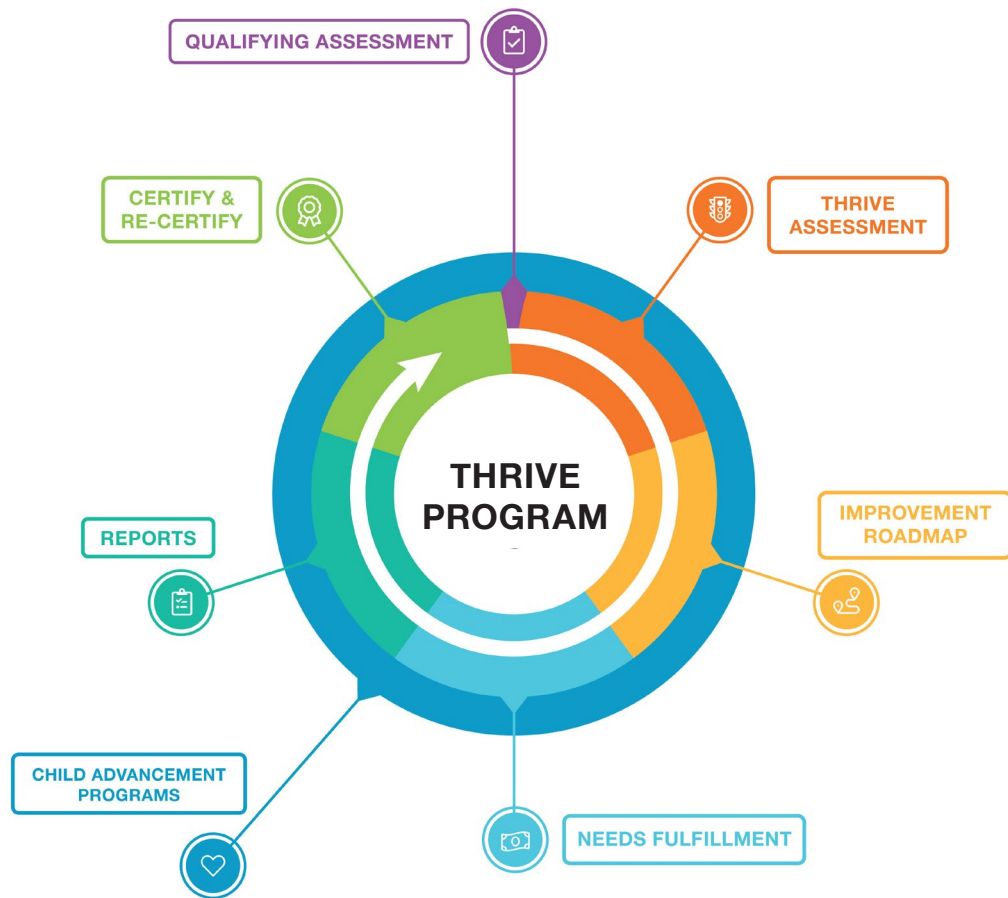 QUALIFYING ASSESSMENT
CERTIFY &
RE-CERTIFY
THRIVE
ASSESSMENT
THRIVE
PROGRAM
REPORTS
IMPROVEMENT
ROADMAP
CHILD ADVANCEMENT
PROGRAMS
NEEDS FULFILLMENT